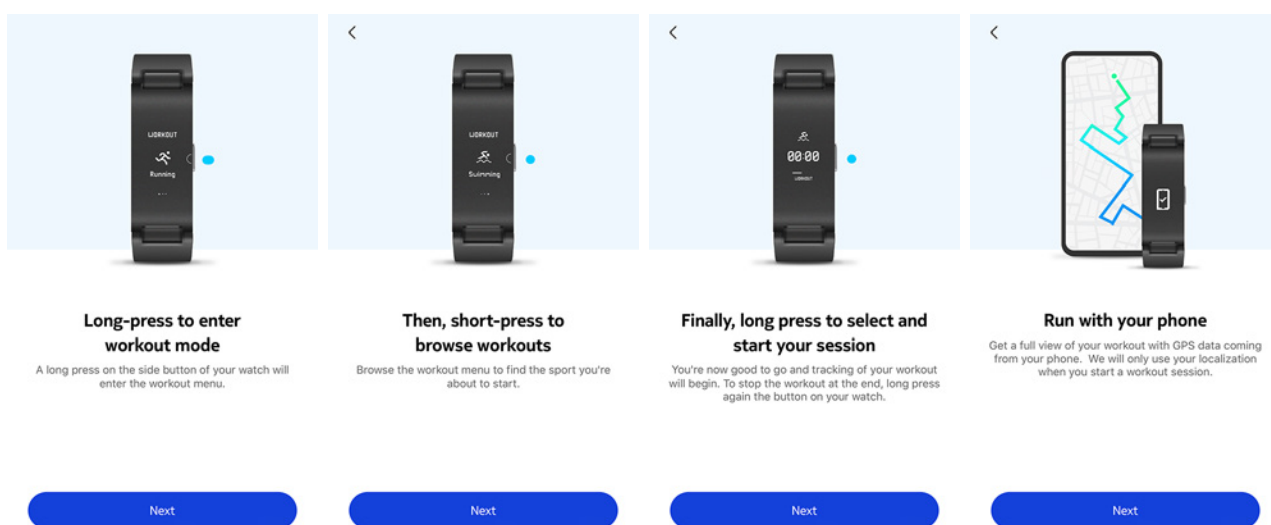 WORKOUT
Running
Long-press to enter
workout mode
A long press on the side button of your watch will
enter the workout menu.
Next
WORKOUT
Swimming
Then, short-press to
browse workouts
Browse the workout menu to find the sport you're
about to start.
Next
00:00
WORKOUT
Finally, long press to select and
start your session
You're now good to go and tracking of your workout
will begin. To stop the workout at the end, long press
again the button on your watch.
Next
Run with your phone
Get a full view of your workout with GPS data coming
from your phone. We will only use your localization
when you start a workout session.
Next